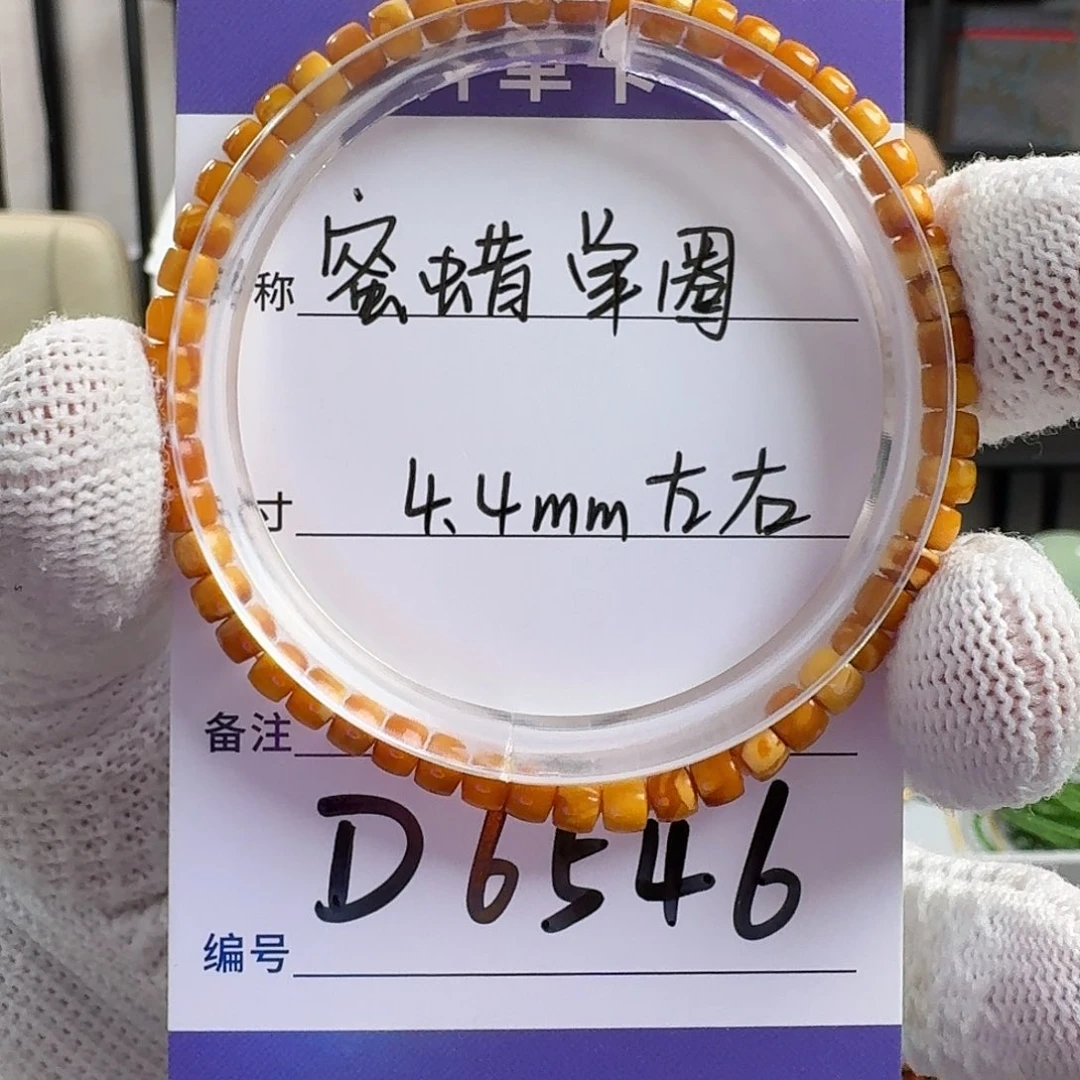 称 蜜蜡单圈
寸 4.4mm左右
备注
D6546
编号